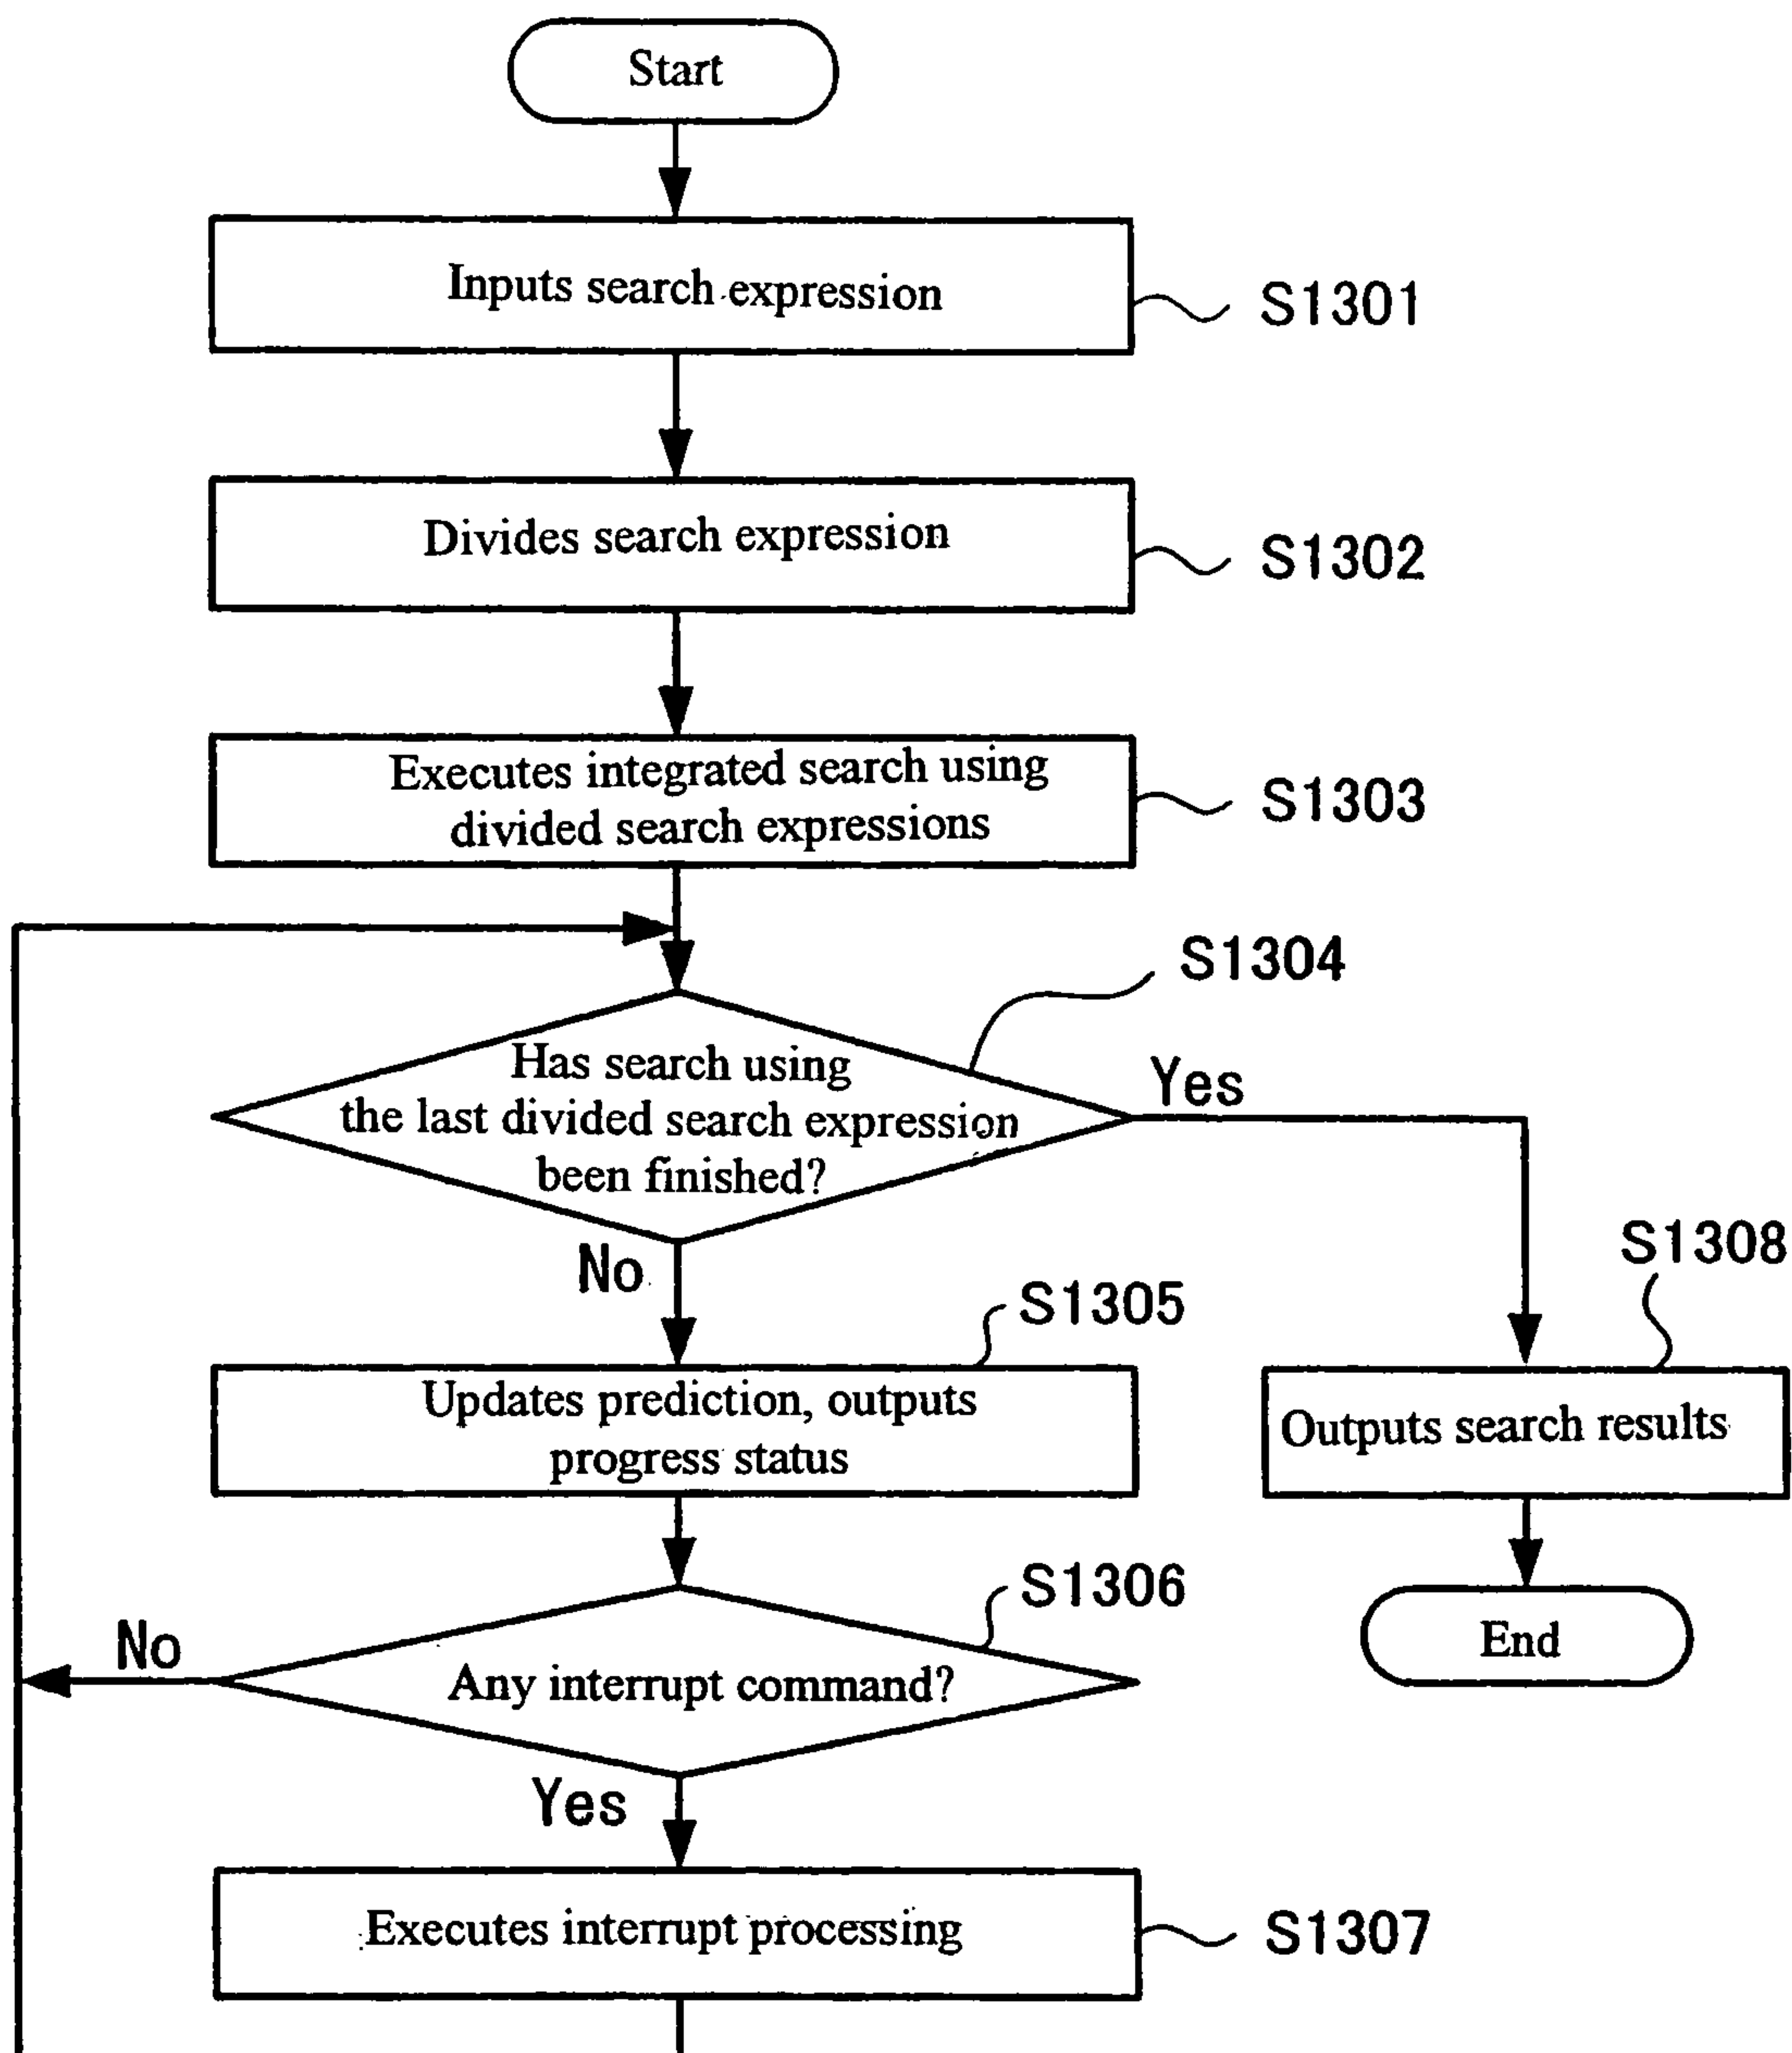 Start
Inputs search expression
S1301
Divides search expression
S1302
Executes integrated search using
divided search expressions
S1303
S1304
Has search using
the last divided search expression
been finished?
Yes
No
S1308
S1305
Updates prediction, outputs
progress status
Outputs search results
S1306
No
Any interrupt command?
End
Yes
Executes interrupt processing
S1307